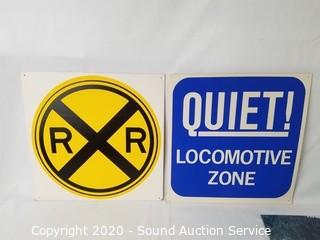 R R
QUIET!
LOCOMOTIVE
ZONE
Copyright 2020 - Sound Auction Service